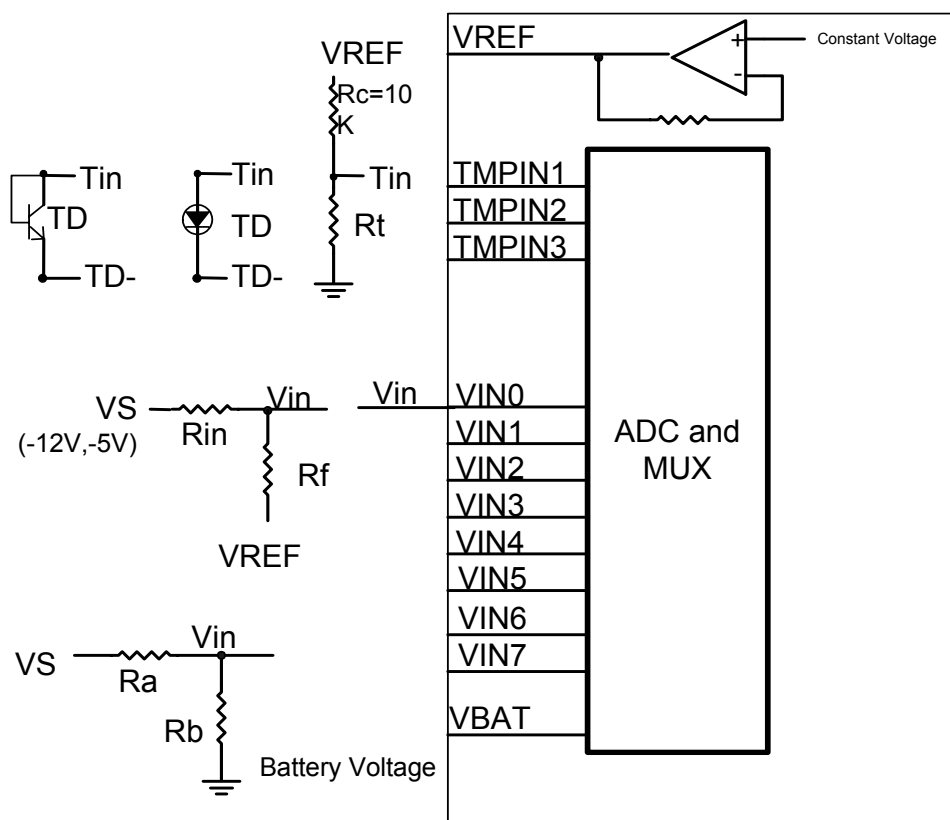 VREF
Constant Voltage
+
-
VREF
Rc=10
K
Tin
TD
TD-
Tin
TD
TD-
Tin
Rt
TMPIN1
TMPIN2
TMPIN3
VS
(-12V,-5V)
Rin
Vin
Rf
VREF
Vin
VIN0
VIN1
VIN2
VIN3
VIN4
VIN5
VIN6
VIN7
VBAT
ADC and
MUX
VS
Ra
Vin
Rb
Battery Voltage